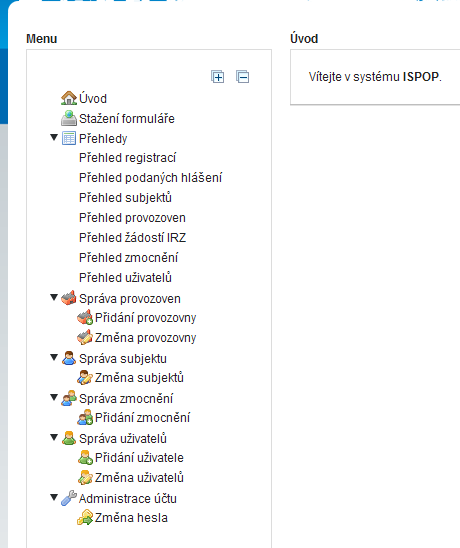 Menu
Úvod
Stažení formuláře
Přehledy
Přehled registrací
Přehled podaných hlášení
Přehled subjektů
Přehled provozoven
Přehled žádostí IRZ
Přehled zmocnění
Přehled uživatelů
Správa provozoven
Přidání provozovny
Změna provozovny
Správa subjektu
Změna subjektů
Správa zmocnění
Přidání zmocnění
Správa uživatelů
Přidání uživatele
Změna uživatelů
Administrace účtu
Změna hesla
Úvod
Vítejte v systému ISPOP.